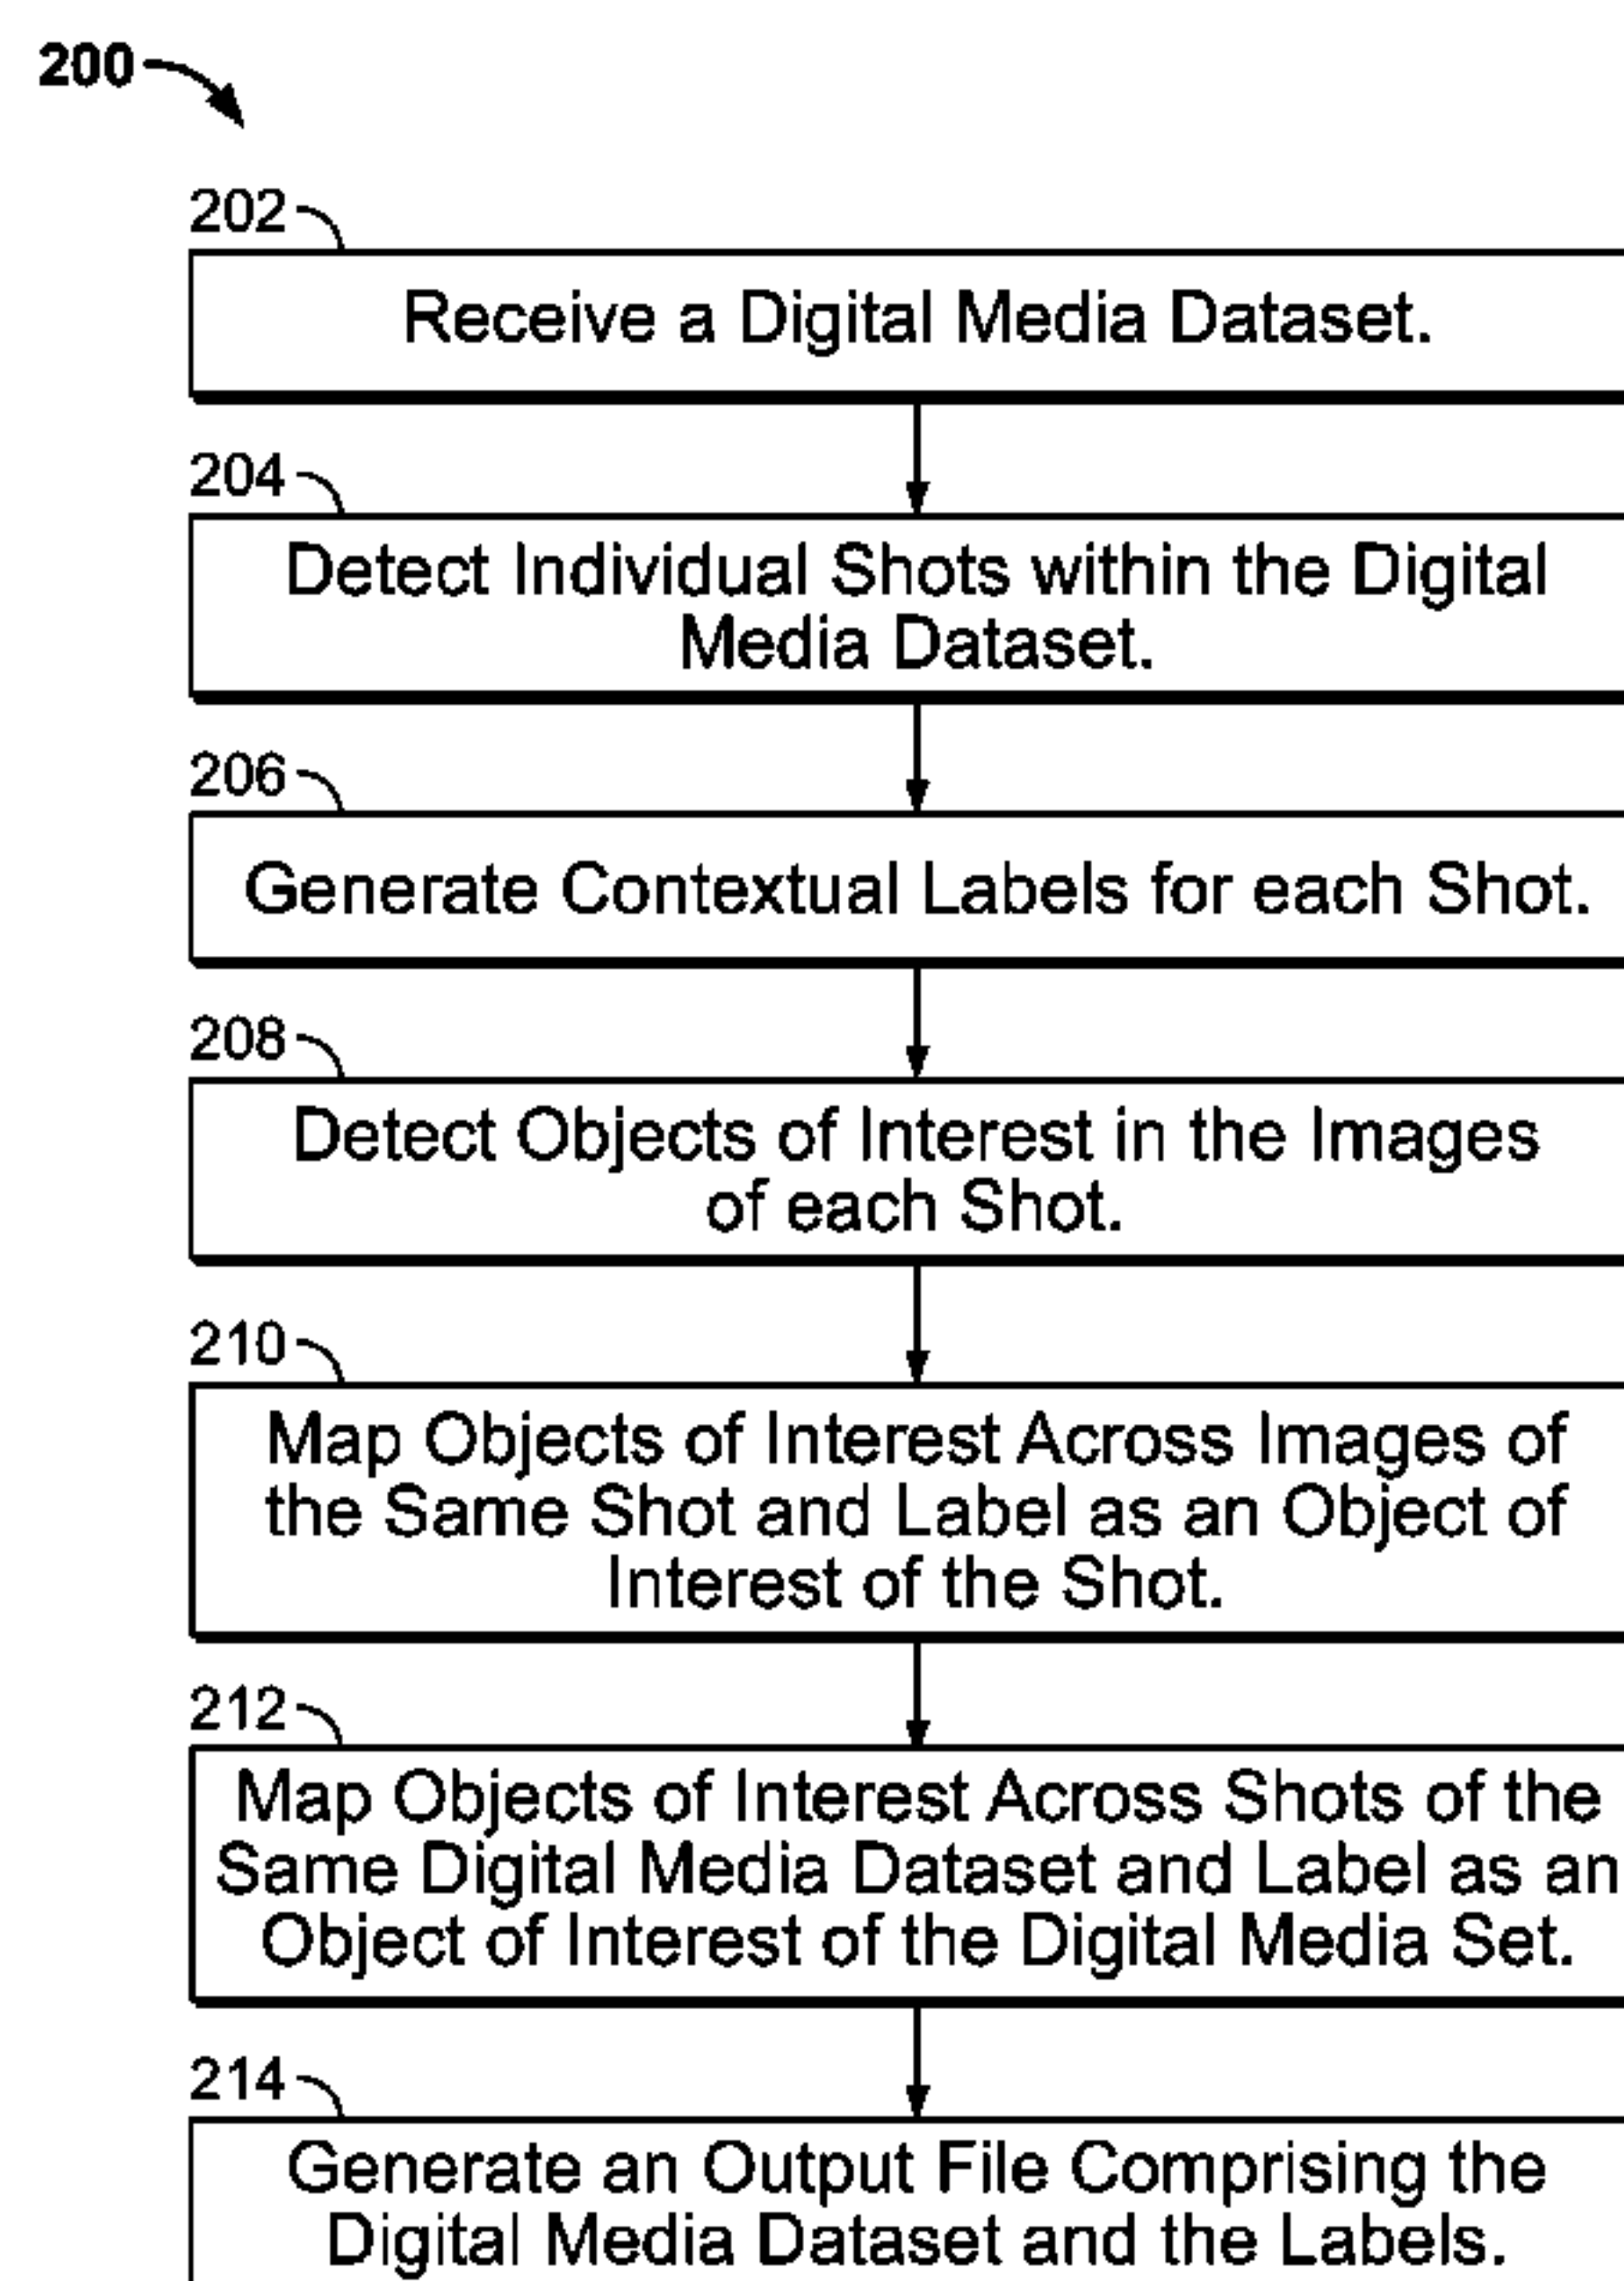 200
202
Receive a Digital Media Dataset.
204
Detect Individual Shots within the Digital
Media Dataset.
206
Generate Contextual Labels for each Shot.
208
Detect Objects of Interest in the Images
of each Shot.
210
Map Objects of Interest Across Images of
the Same Shot and Label as an Object of
Interest of the Shot.
212
Map Objects of Interest Across Shots of the
Same Digital Media Dataset and Label as an
Object of Interest of the Digital Media Set.
214
Generate an Output File Comprising the
Digital Media Dataset and the Labels.